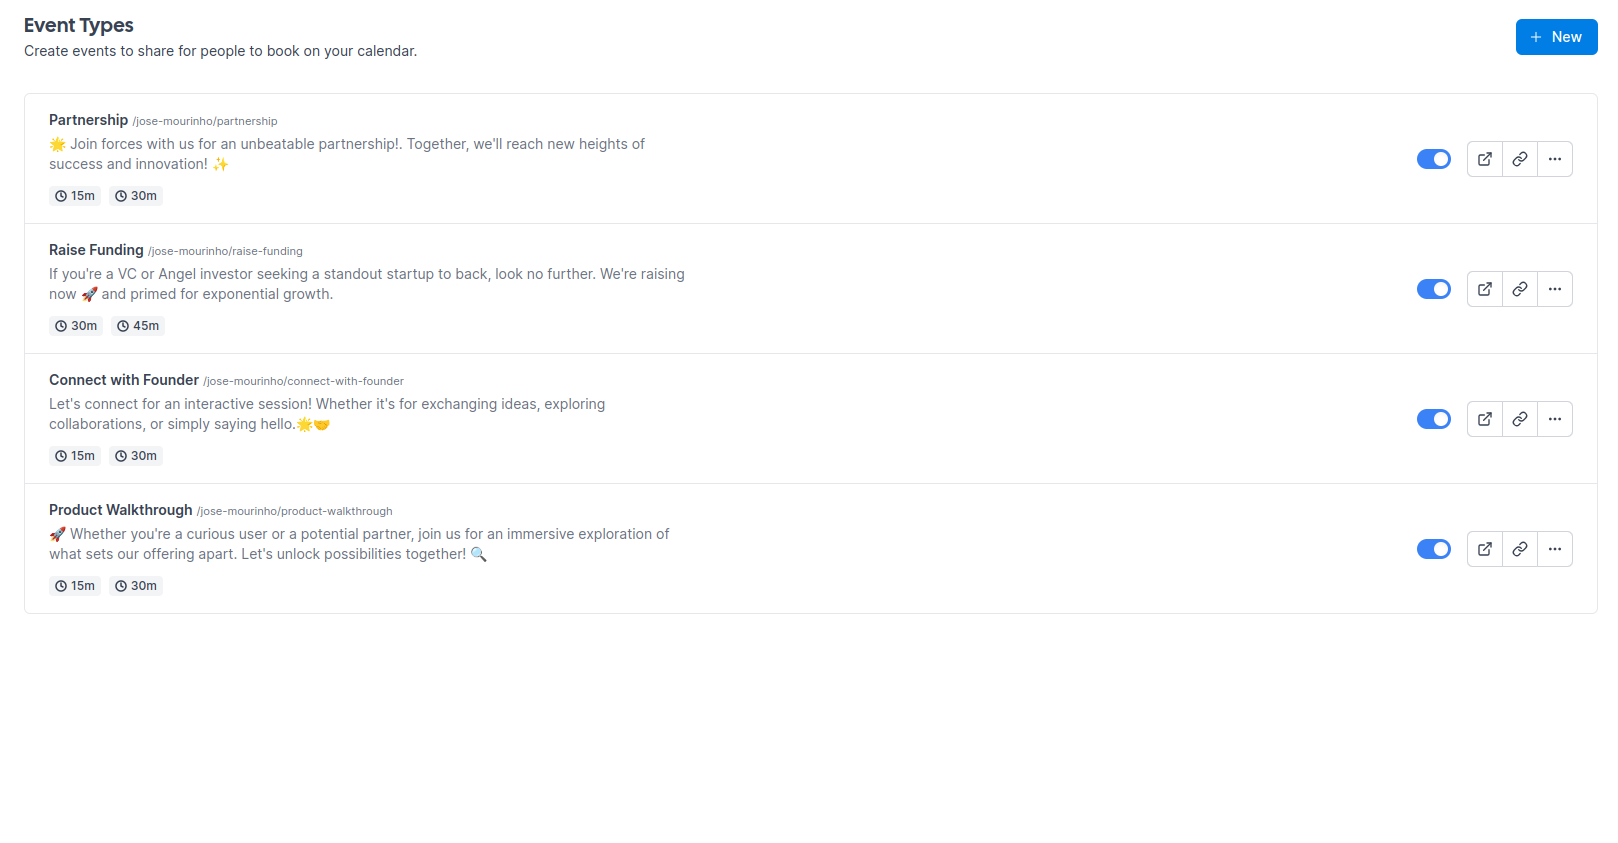 Event Types
Create events to share for people to book on your calendar.
+ New
Partnership /jose-mourinho/partnership
🌟 Join forces with us for an unbeatable partnership!. Together, we'll reach new heights of
success and innovation! ✨
15m 30m
Raise Funding /jose-mourinho/raise-funding
If you're a VC or Angel investor seeking a standout startup to back, look no further. We're raising
now 🚀 and primed for exponential growth.
30m 45m
Connect with Founder /jose-mourinho/connect-with-founder
Let's connect for an interactive session! Whether it's for exchanging ideas, exploring
collaborations, or simply saying hello.🌟🤝
15m 30m
Product Walkthrough /jose-mourinho/product-walkthrough
🚀 Whether you're a curious user or a potential partner, join us for an immersive exploration of
what sets our offering apart. Let's unlock possibilities together! 🔍
15m 30m